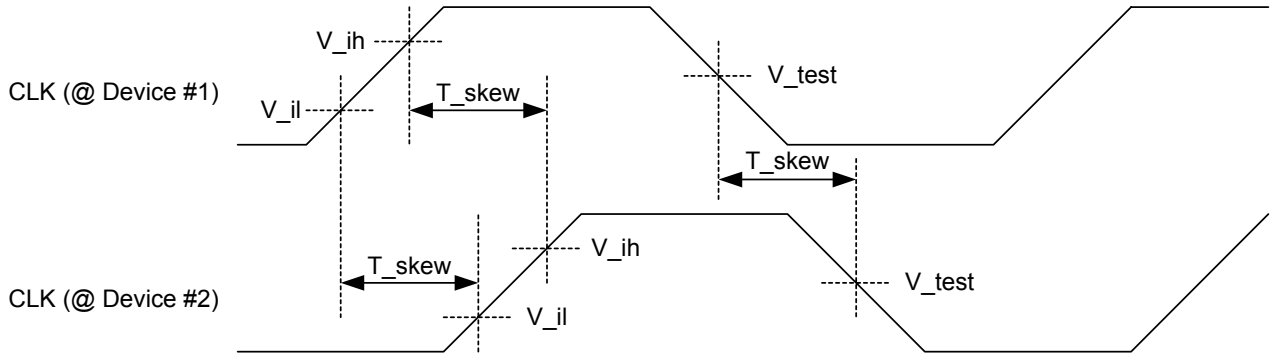 V_ih
CLK (@ Device #1)
V_il
T_skew
V_test
T_skew
V_ih
T_skew
CLK (@ Device #2)
V_il
V_test